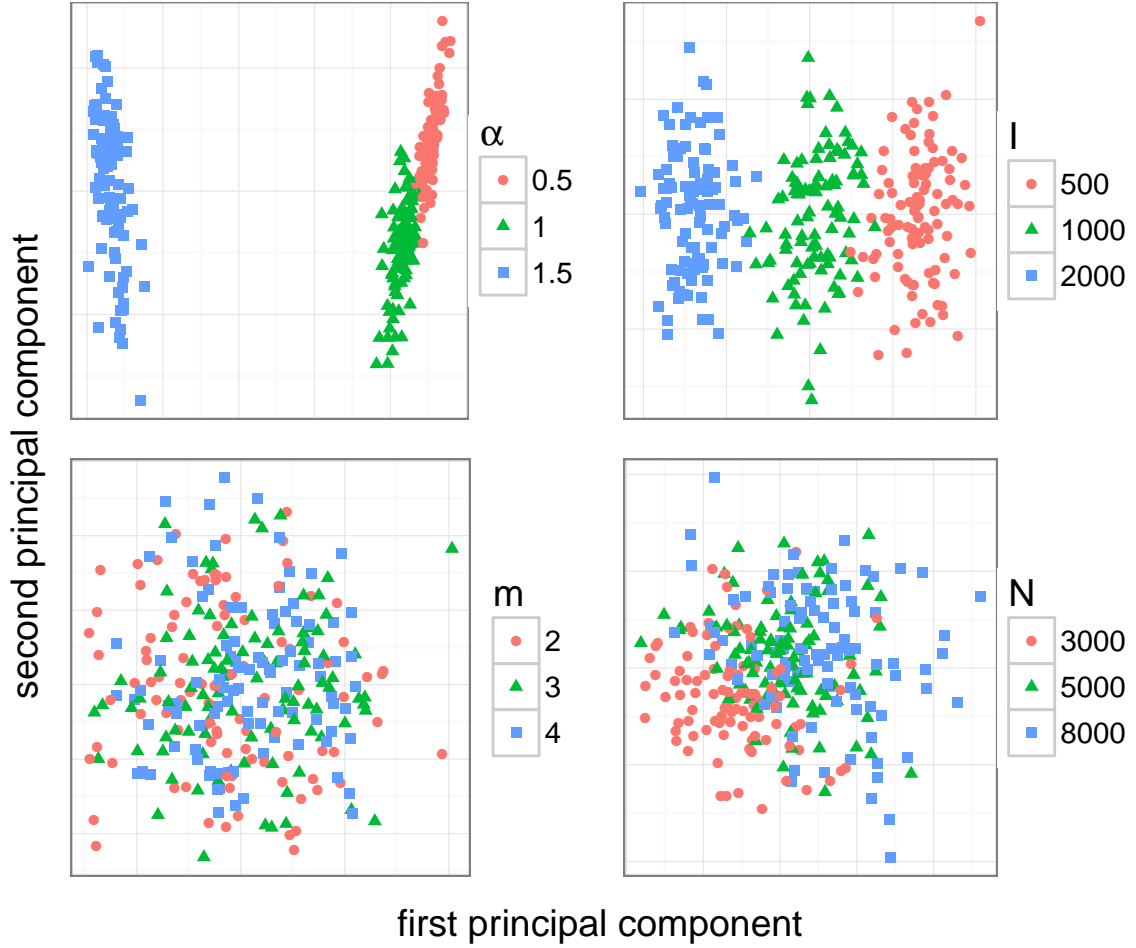 α
0.5
1
1.5
I
500
1000
2000
second principal component
m
2
3
4
N
3000
5000
8000
first principal component